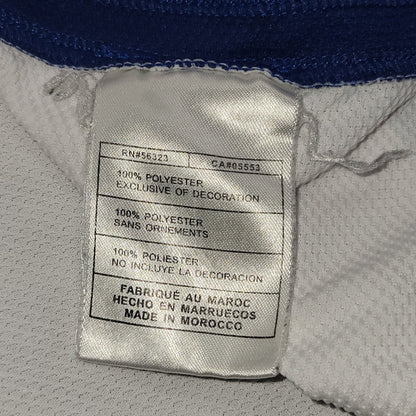 RN#56323 CA#05553
100% POLYESTER
EXCLUSIVE OF DECORATION
100% POLYESTER
SANS ORNEMENTS
100% POLIESTER
NO INCLUYE LA DECORACION
FABRIQUÉ AU MAROC
HECHO EN MARRUECOS
MADE IN MOROCCO